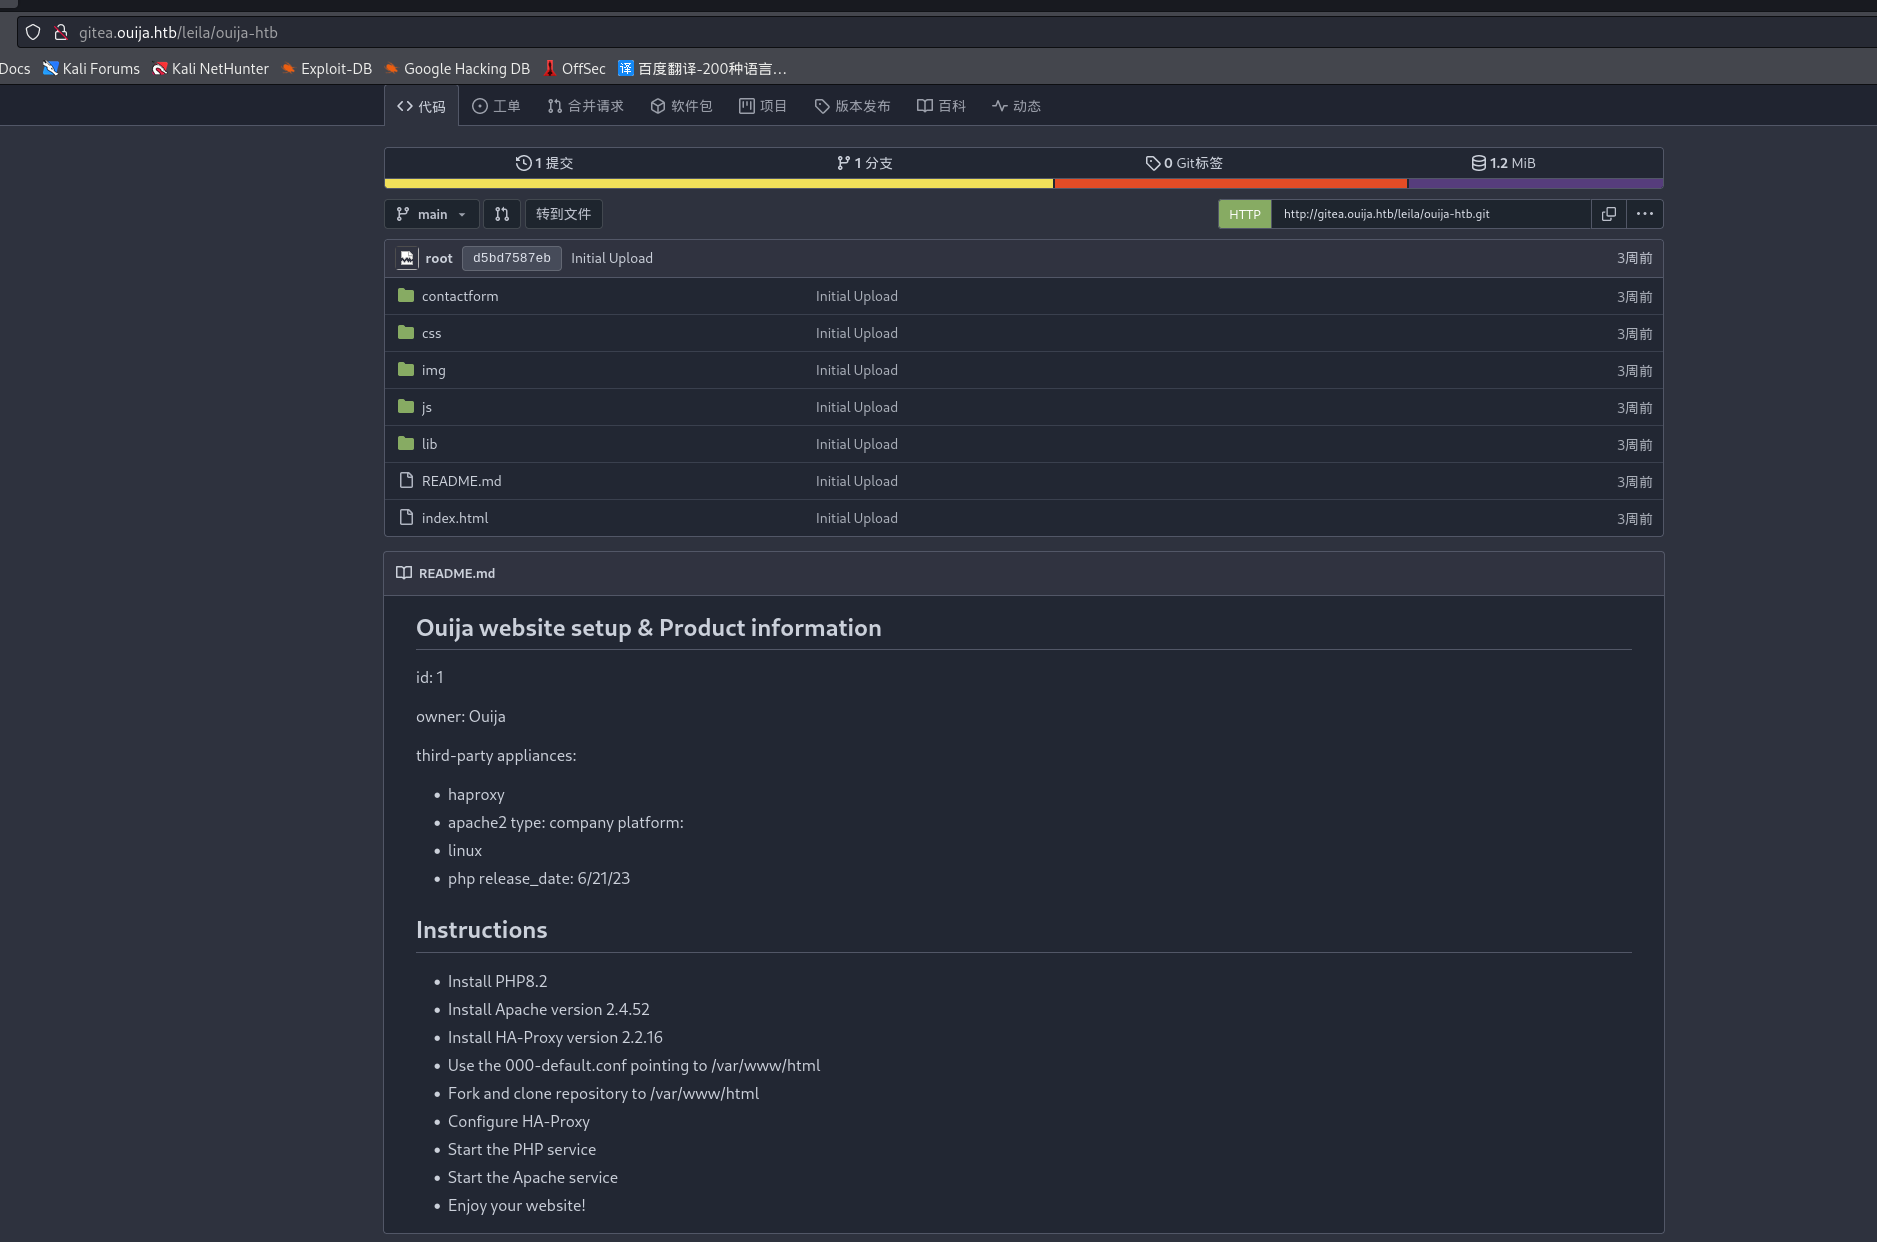 gitea.ouija.htb/leila/ouija-htb
Docs Kali Forums Kali NetHunter Exploit-DB Google Hacking DB OffSec 译 百度翻译-200种语言…
代码 工单 合并请求 软件包 项目 版本发布 百科 动态
1 提交 1 分支 0 Git标签 1.2 MiB
main 转到文件 HTTP http://gitea.ouija.htb/leila/ouija-htb.git
root d5bd7587eb Initial Upload 3周前
contactform Initial Upload 3周前
css Initial Upload 3周前
img Initial Upload 3周前
js Initial Upload 3周前
lib Initial Upload 3周前
README.md Initial Upload 3周前
index.html Initial Upload 3周前
README.md
Ouija website setup & Product information
id: 1
owner: Ouija
third-party appliances:
• haproxy
• apache2 type: company platform:
• linux
• php release_date: 6/21/23
Instructions
• Install PHP8.2
• Install Apache version 2.4.52
• Install HA-Proxy version 2.2.16
• Use the 000-default.conf pointing to /var/www/html
• Fork and clone repository to /var/www/html
• Configure HA-Proxy
• Start the PHP service
• Start the Apache service
• Enjoy your website!